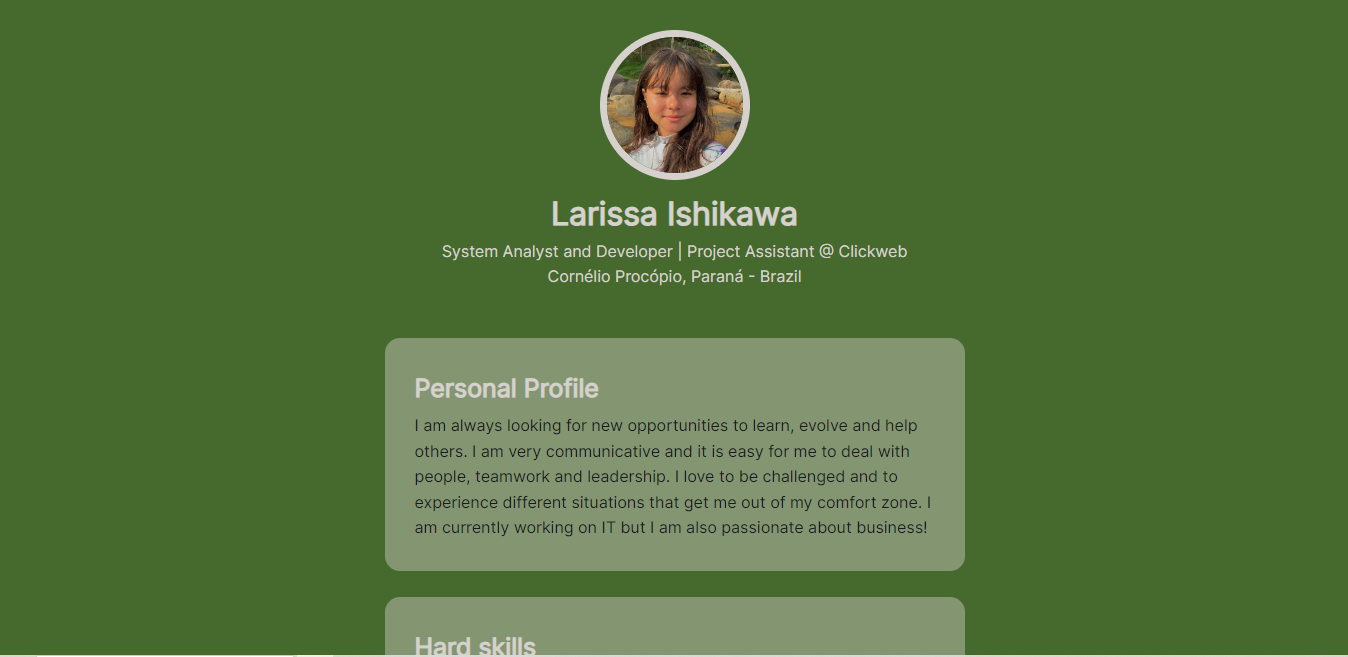 Larissa Ishikawa
System Analyst and Developer | Project Assistant @ Clickweb
Cornélio Procópio, Paraná - Brazil
Personal Profile
I am always looking for new opportunities to learn, evolve and help
others. I am very communicative and it is easy for me to deal with
people, teamwork and leadership. I love to be challenged and to
experience different situations that get me out of my comfort zone. I
am currently working on IT but I am also passionate about business!
Hard skills